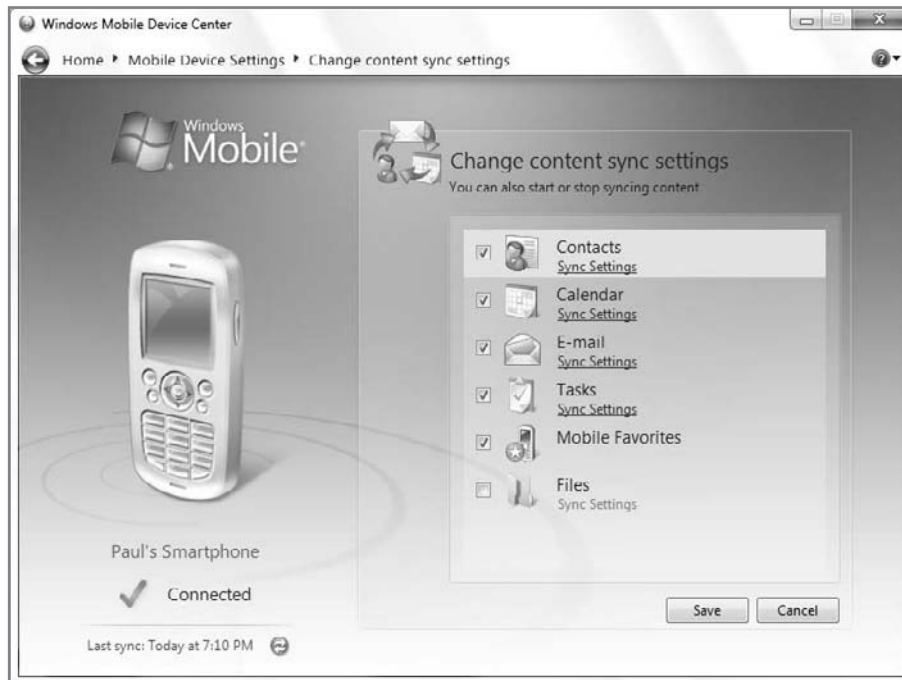 Windows Mobile Device Center
Home ▸ Mobile Device Settings ▸ Change content sync settings
Windows
Mobile
Change content sync settings
You can also start or stop syncing content
Contacts
Sync Settings
Calendar
Sync Settings
E-mail
Sync Settings
Tasks
Sync Settings
Mobile Favorites
Files
Sync Settings
Paul's Smartphone
Connected
Last sync: Today at 7:10 PM
Save Cancel